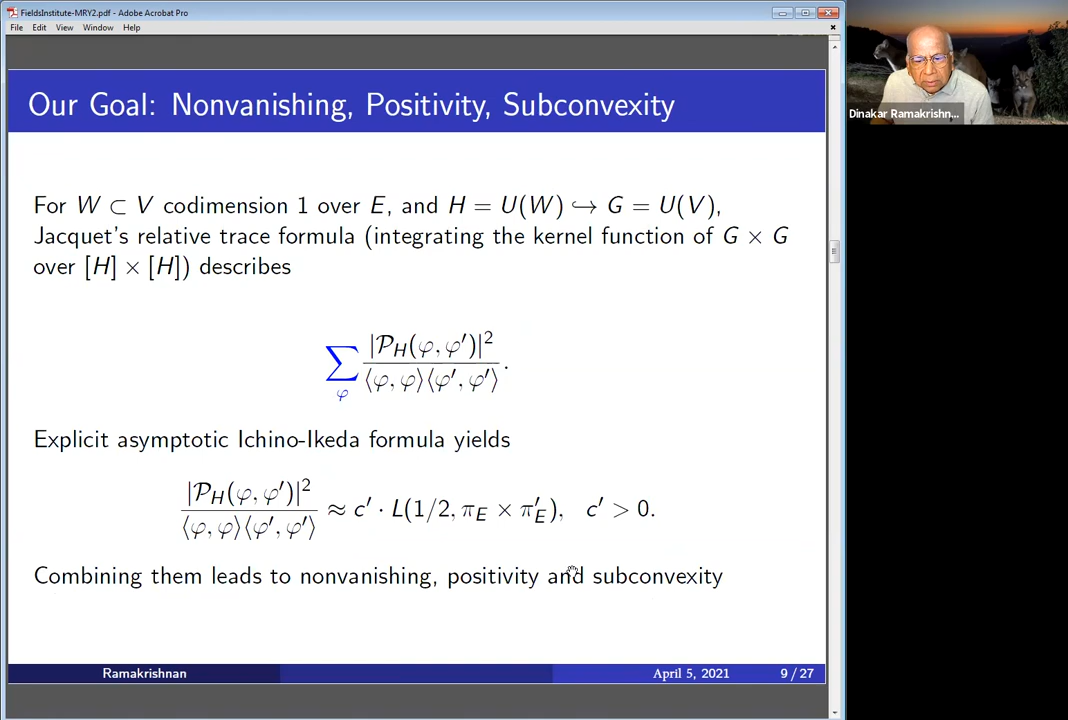 FieldsInstitute-MRY2.pdf - Adobe Acrobat Pro
File Edit View Window Help
Our Goal: Nonvanishing, Positivity, Subconvexity
For W ⊂ V codimension 1 over E, and H = U(W) ↪ G = U(V),
Jacquet's relative trace formula (integrating the kernel function of G × G
over [H] × [H]) describes
∑_φ |P_H(φ, φ′)|² / ⟨φ, φ⟩⟨φ′, φ′⟩.
Explicit asymptotic Ichino-Ikeda formula yields
|P_H(φ, φ′)|² / ⟨φ, φ⟩⟨φ′, φ′⟩ ≈ c′ · L(1/2, π_E × π′_E), c′ > 0.
Combining them leads to nonvanishing, positivity and subconvexity
Ramakrishnan April 5, 2021 9 / 27
Dinakar Ramakrishn...